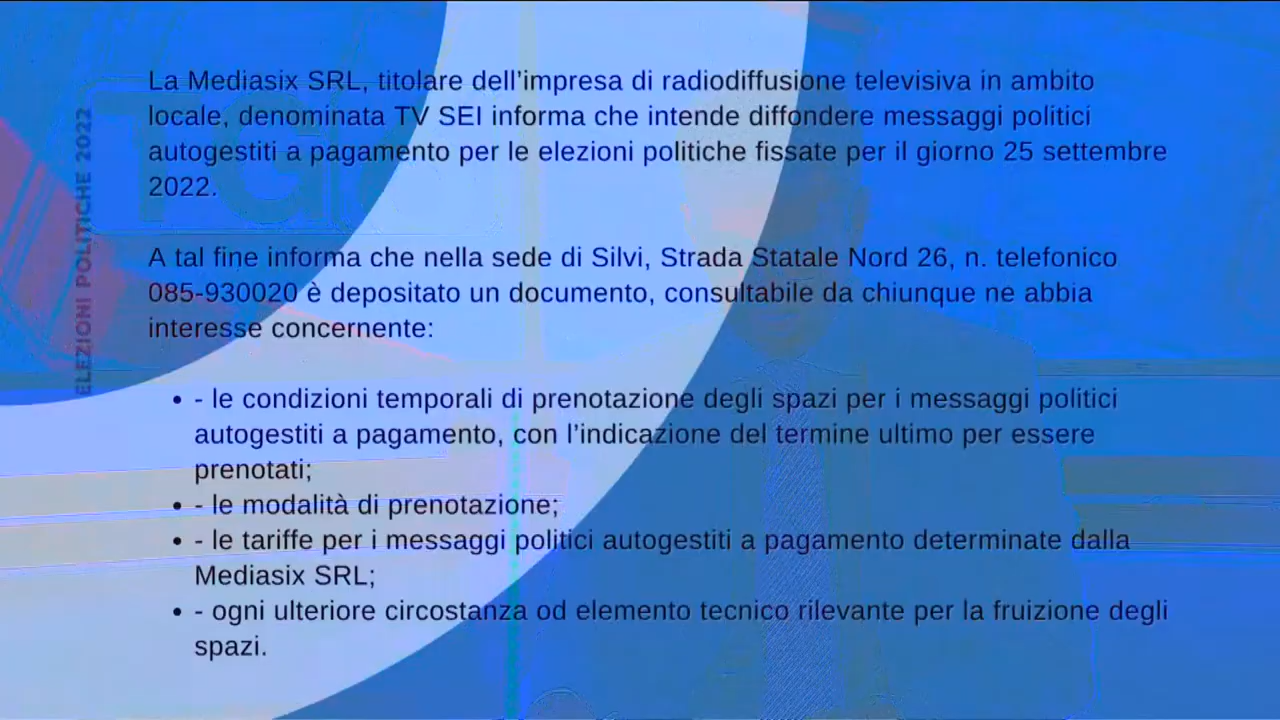 La Mediasix SRL, titolare dell’impresa di radiodiffusione televisiva in ambito
locale, denominata TV SEI informa che intende diffondere messaggi politici
autogestiti a pagamento per le elezioni politiche fissate per il giorno 25 settembre
2022.
A tal fine informa che nella sede di Silvi, Strada Statale Nord 26, n. telefonico
085-930020 è depositato un documento, consultabile da chiunque ne abbia
interesse concernente:
• - le condizioni temporali di prenotazione degli spazi per i messaggi politici
autogestiti a pagamento, con l’indicazione del termine ultimo per essere
prenotati;
• - le modalità di prenotazione;
• - le tariffe per i messaggi politici autogestiti a pagamento determinate dalla
Mediasix SRL;
• - ogni ulteriore circostanza od elemento tecnico rilevante per la fruizione degli
spazi.
ELEZIONI POLITICHE 2022